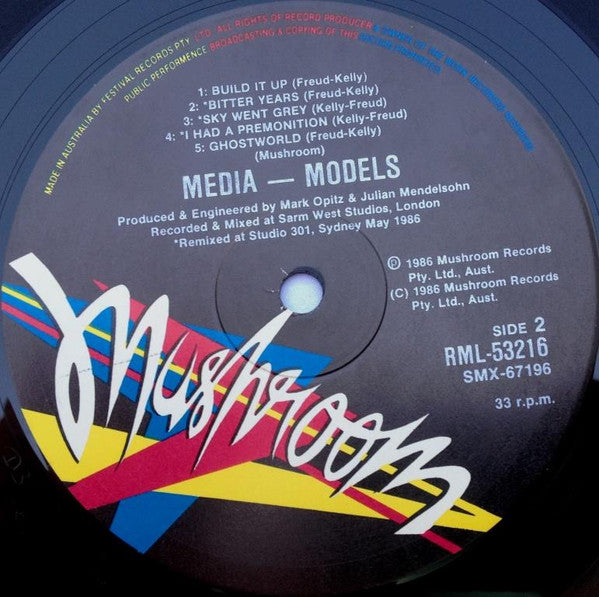 MADE IN AUSTRALIA BY FESTIVAL RECORDS PTY. LTD. ALL RIGHTS OF RECORD PRODUCER &
PUBLIC PERFORMENCE BROADCASTING & COPYING OF THIS
1: BUILD IT UP (Freud-Kelly)
2: *BITTER YEARS (Freud-Kelly)
3: *SKY WENT GREY (Kelly-Freud)
4: *I HAD A PREMONITION (Kelly-Freud)
5: GHOSTWORLD (Freud-Kelly)
(Mushroom)
MEDIA — MODELS
Produced & Engineered by Mark Opitz & Julian Mendelsohn
Recorded & Mixed at Sarm West Studios, London
*Remixed at Studio 301, Sydney May 1986
℗ 1986 Mushroom Records
Pty. Ltd., Aust.
(C) 1986 Mushroom Records
Pty. Ltd., Aust.
SIDE 2
RML-53216
SMX-67196
33 r.p.m.
Mushroom